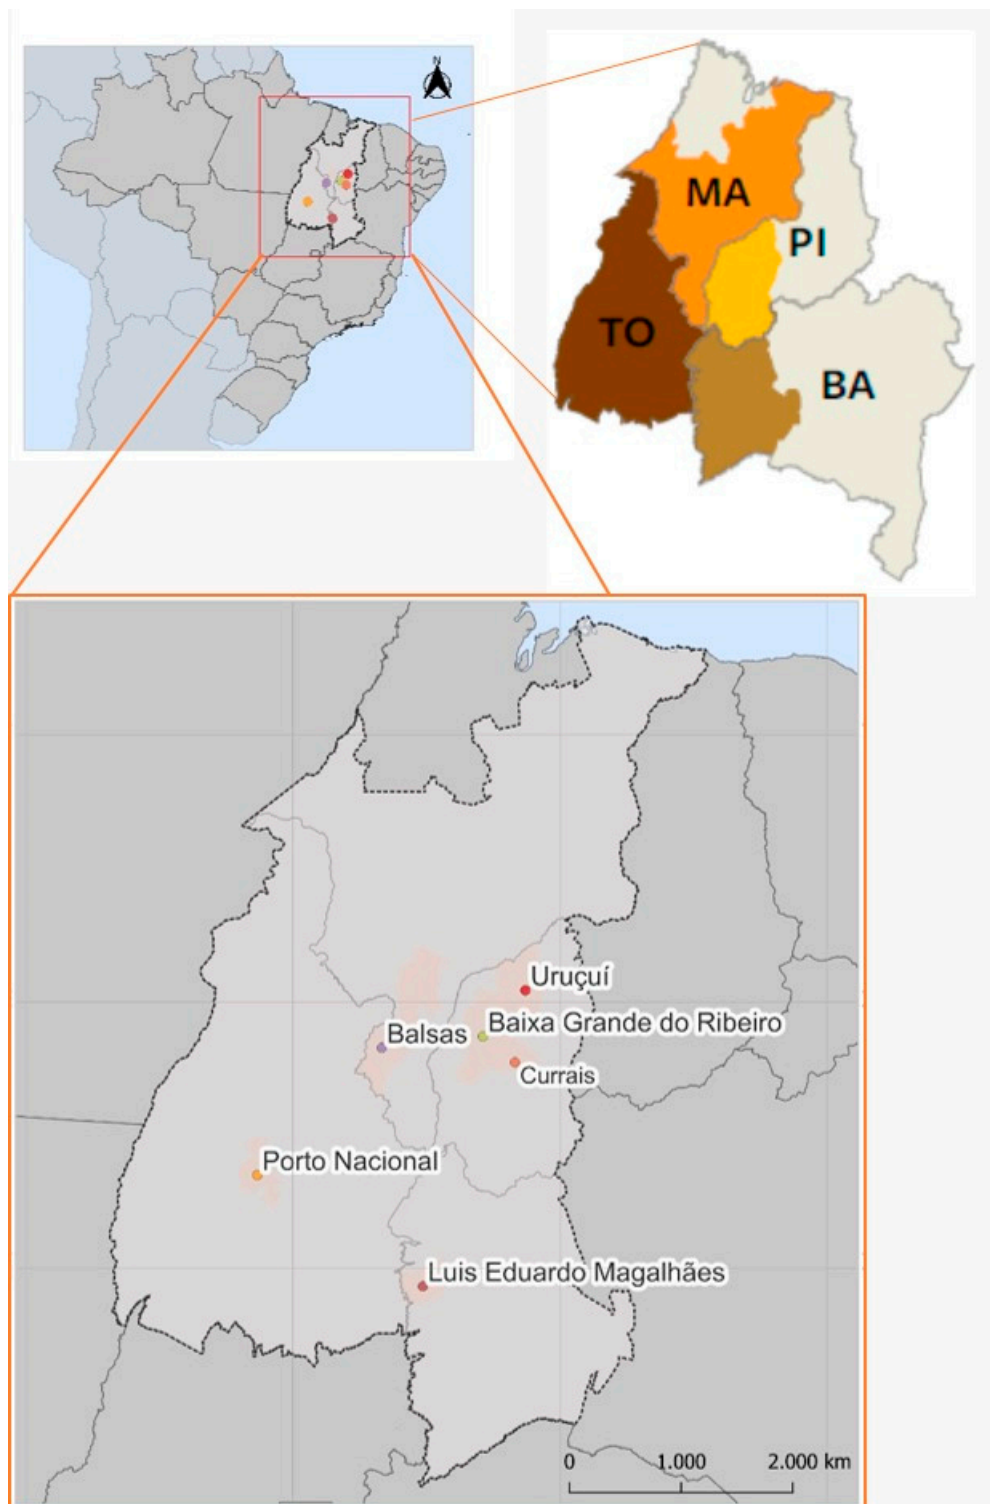 N
MA
PI
TO
BA
Uruçuí
Baixa Grande do Ribeiro
Balsas
Currais
Porto Nacional
Luis Eduardo Magalhães
0 1.000 2.000 km